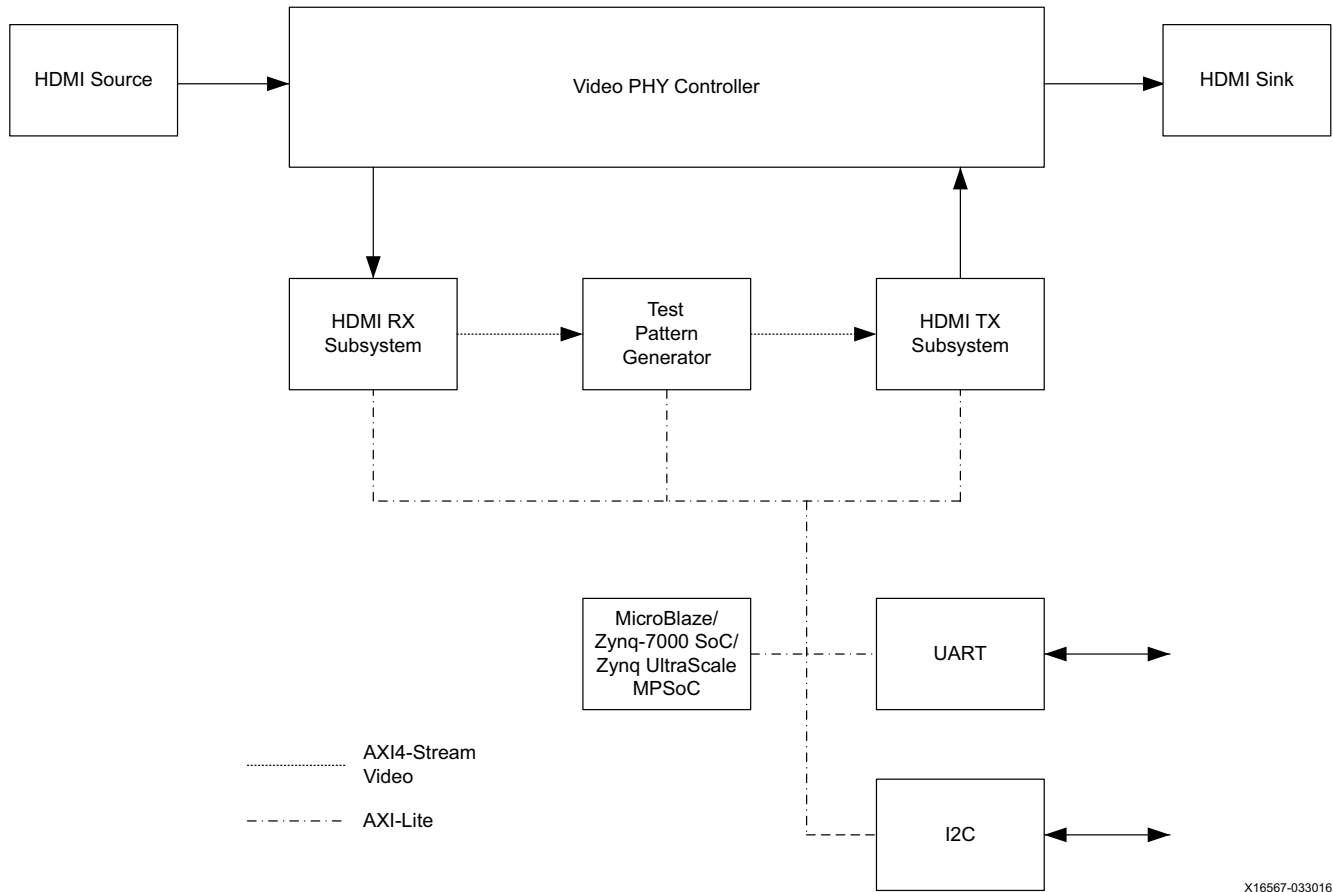 HDMI Source
Video PHY Controller
HDMI Sink
HDMI RX
Subsystem
Test
Pattern
Generator
HDMI TX
Subsystem
MicroBlaze/
Zynq-7000 SoC/
Zynq UltraScale
MPSoC
UART
AXI4-Stream
Video
AXI-Lite
I2C
X16567-033016